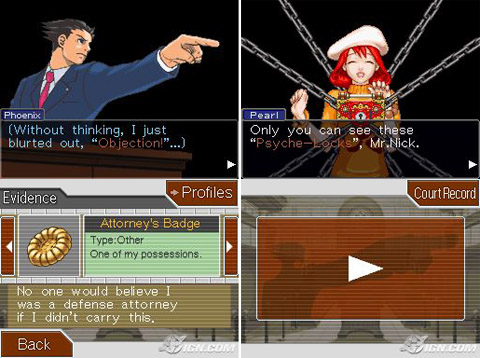 Phoenix
(Without thinking, I just
blurted out, "Objection!"...)
Evidence
Profiles
Attorney's Badge
Type:Other
One of my possessions.
No one would believe I
was a defense attorney
if I didn't carry this.
Back
IGN.COM
Pearl
Only you can see these
"Psyche-Locks", Mr.Nick.
Court Record
IGN.COM